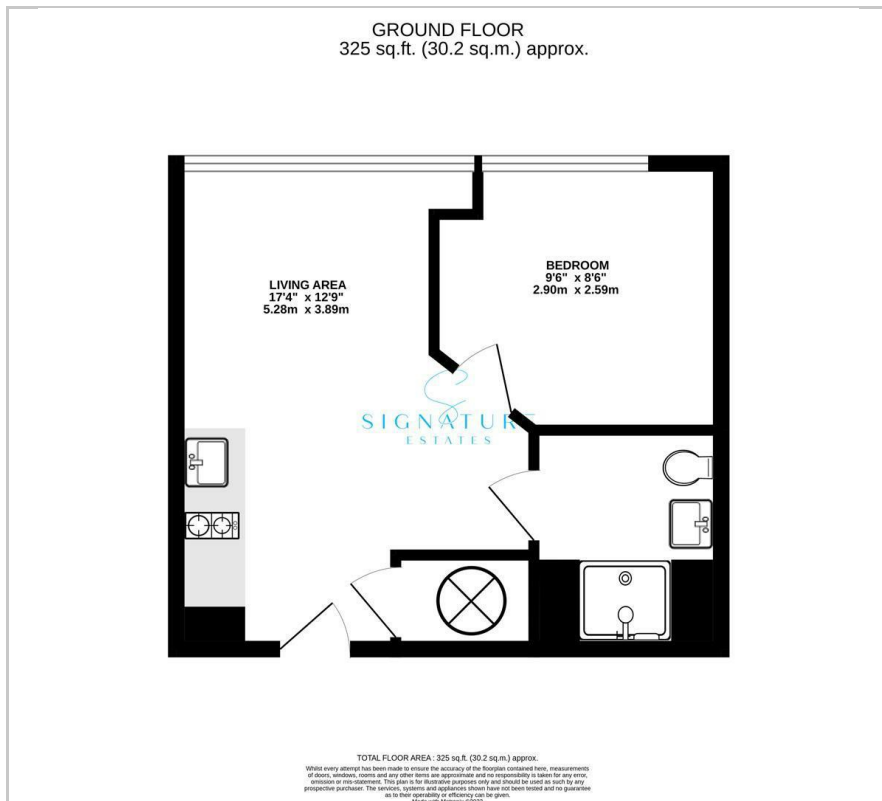 GROUND FLOOR
325 sq.ft. (30.2 sq.m.) approx.
LIVING AREA
17'4" x 12'9"
5.28m x 3.89m
BEDROOM
9'6" x 8'6"
2.90m x 2.59m
SIGNATURE
ESTATES
TOTAL FLOOR AREA : 325 sq.ft. (30.2 sq.m.) approx.
Whilst every attempt has been made to ensure the accuracy of the floorplan contained here, measurements
of doors, windows, rooms and any other items are approximate and no responsibility is taken for any error,
omission or mis-statement. This plan is for illustrative purposes only and should be used as such by any
prospective purchaser. The services, systems and appliances shown have not been tested and no guarantee
as to their operability or efficiency can be given.
Made with Metropix ©2022